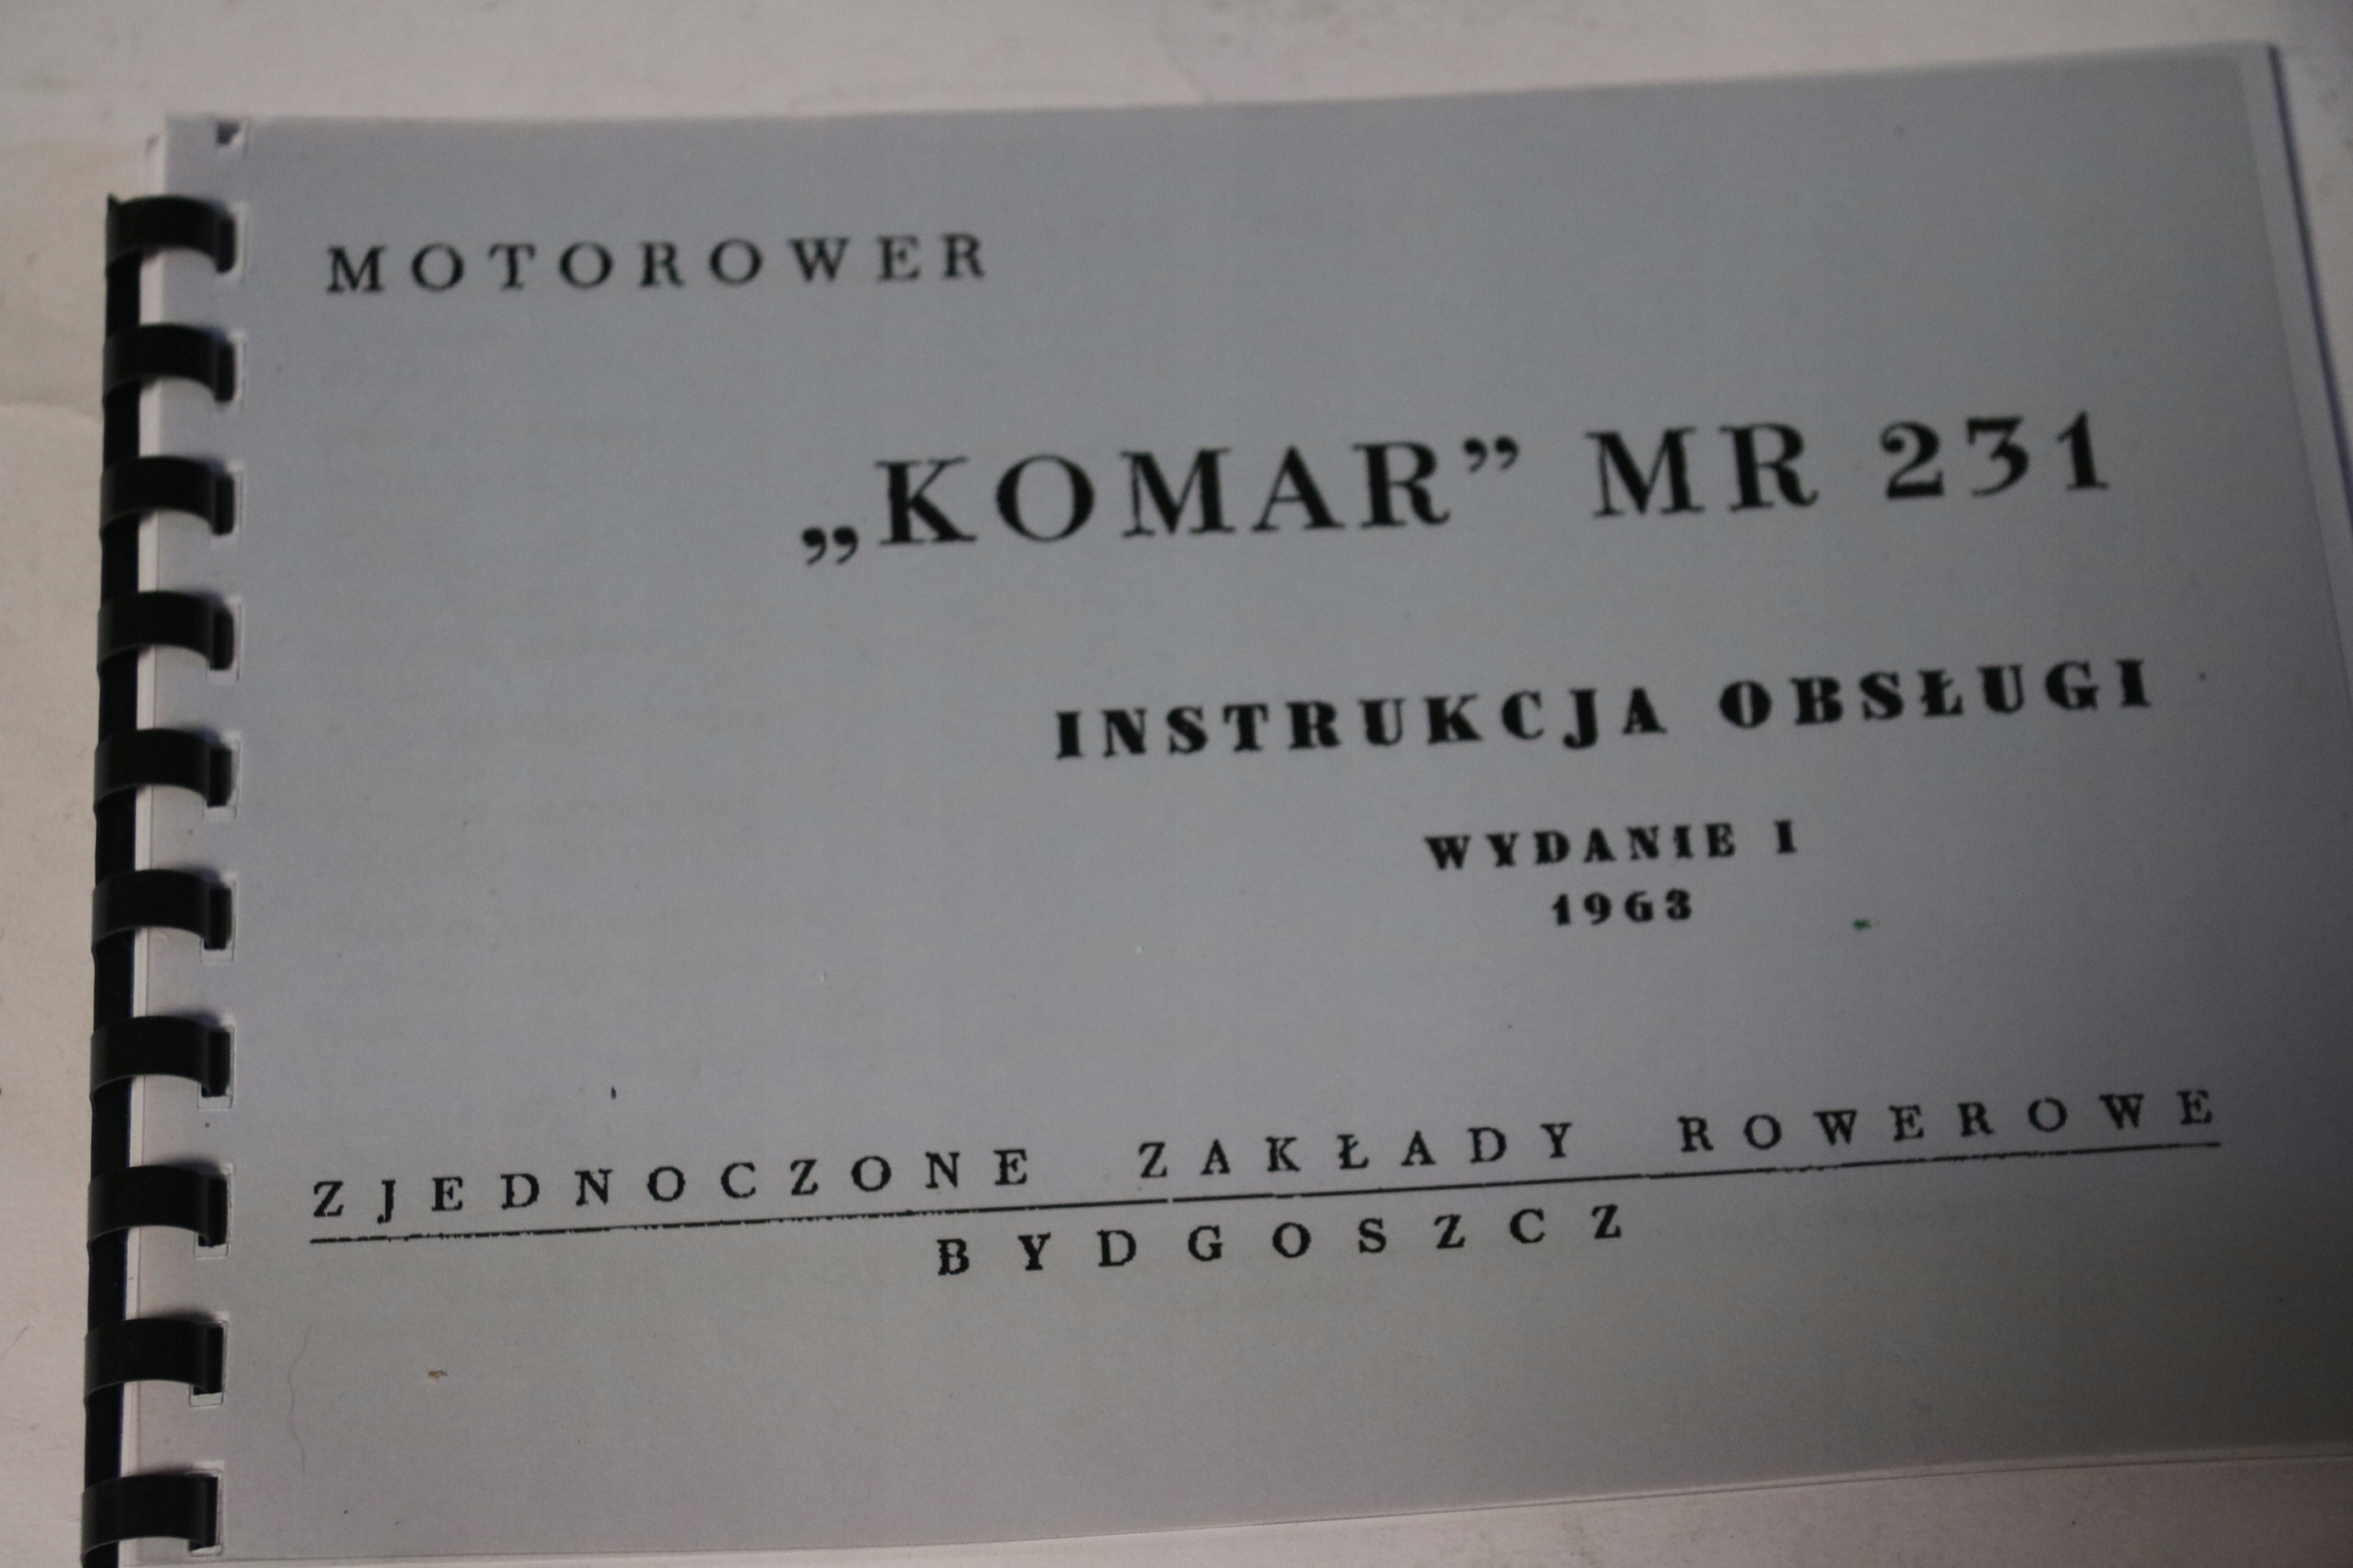 MOTOROWER
„KOMAR” MR 231
INSTRUKCJA OBSŁUGI
WYDANIE I
1963
ZJEDNOCZONE ZAKŁADY ROWEROWE
BYDGOSZCZ